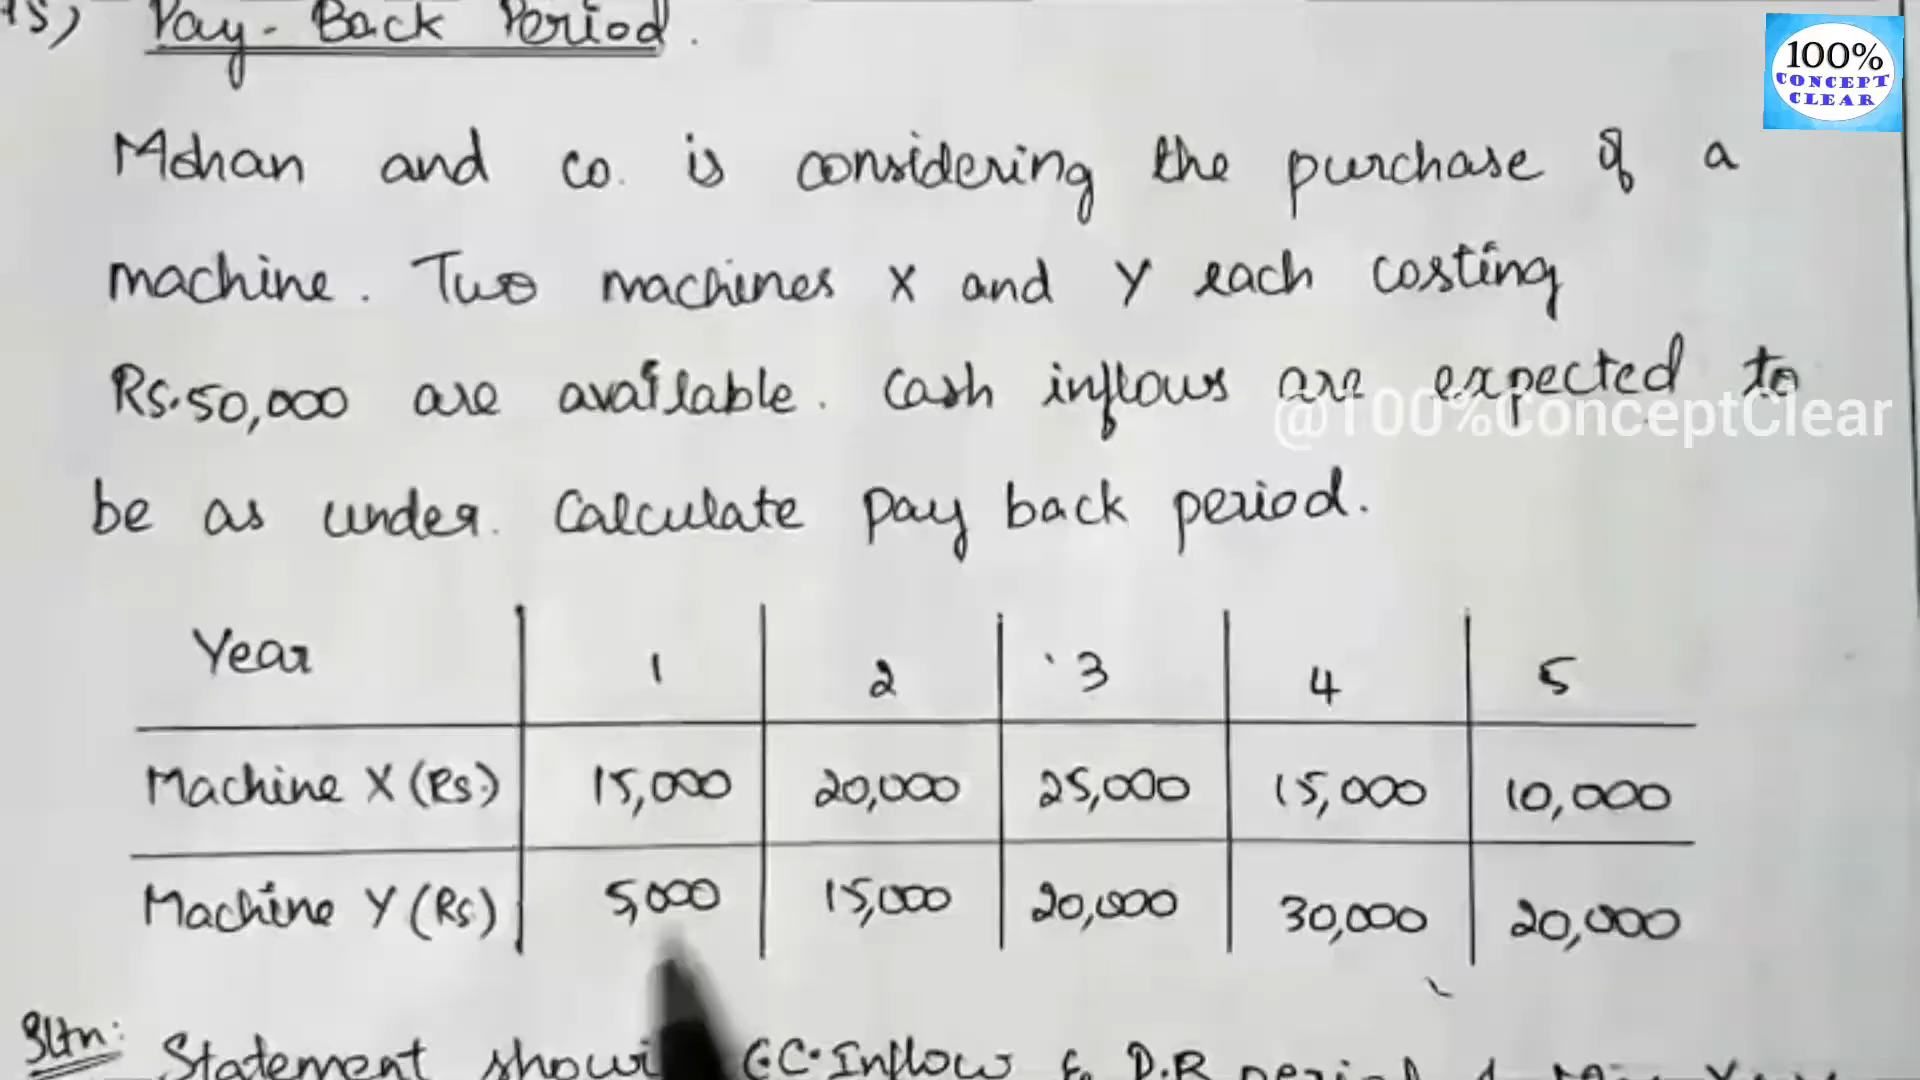 Pay-Back Period.
100%
CONCEPT
CLEAR
Mohan and co. is considering the purchase of a
machine. Two machines X and Y each costing
Rs.50,000 are available. Cash inflows are expected to
@100%ConceptClear
be as under. Calculate pay back period.
Year 1 2 3 4 5
Machine X (Rs.) 15,000 20,000 25,000 15,000 10,000
Machine Y (Rs) 5,000 15,000 20,000 30,000 20,000
Sltn: Statement C.Inflow